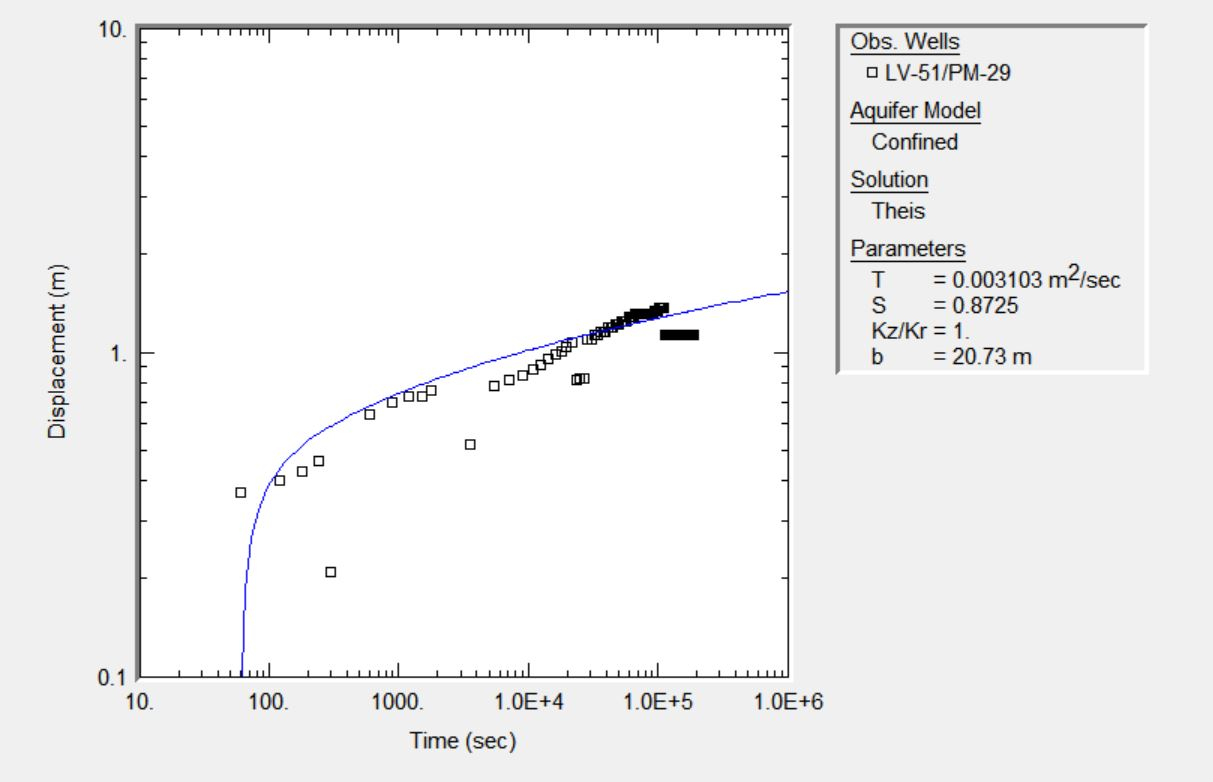 10.
1.
0.1
Displacement (m)
10.
100.
1000.
1.0E+4
1.0E+5
1.0E+6
Time (sec)
Obs. Wells
LV-51/PM-29
Aquifer Model
Confined
Solution
Theis
Parameters
T = 0.003103 m2/sec
S = 0.8725
Kz/Kr = 1.
b = 20.73 m